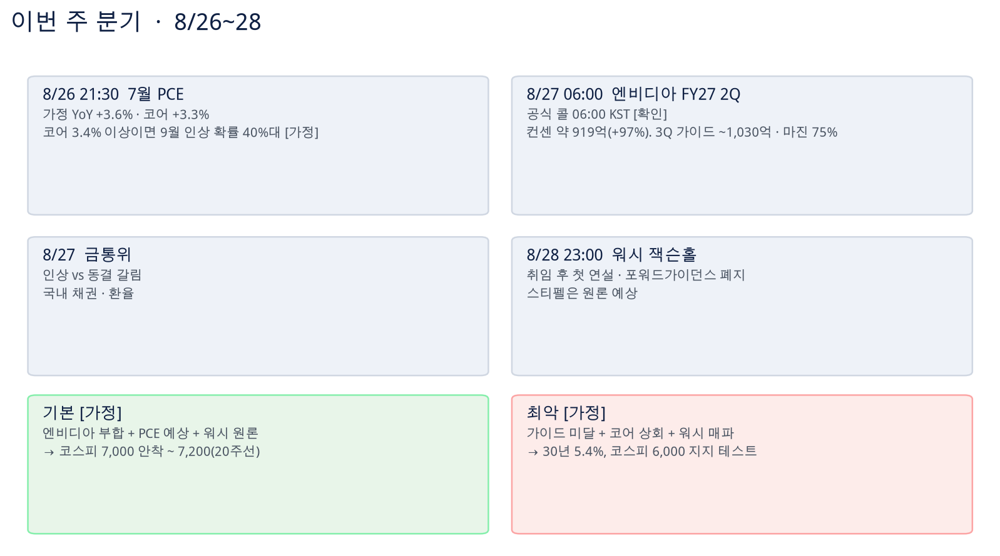 이번 주 분기 · 8/26~28
8/26 21:30 7월 PCE
가정 YoY +3.6% · 코어 +3.3%
코어 3.4% 이상이면 9월 인상 확률 40%대 [가정]
8/27 06:00 엔비디아 FY27 2Q
공식 콜 06:00 KST [확인]
컨센 약 919억(+97%). 3Q 가이드 ~1,030억 · 마진 75%
8/27 금통위
인상 vs 동결 갈림
국내 채권 · 환율
8/28 23:00 워시 잭슨홀
취임 후 첫 연설 · 포워드가이던스 폐지
스티펠은 원론 예상
기본 [가정]
엔비디아 부합 + PCE 예상 + 워시 원론
→ 코스피 7,000 안착 ~ 7,200(20주선)
최악 [가정]
가이드 미달 + 코어 상회 + 워시 매파
→ 30년 5.4%, 코스피 6,000 지지 테스트